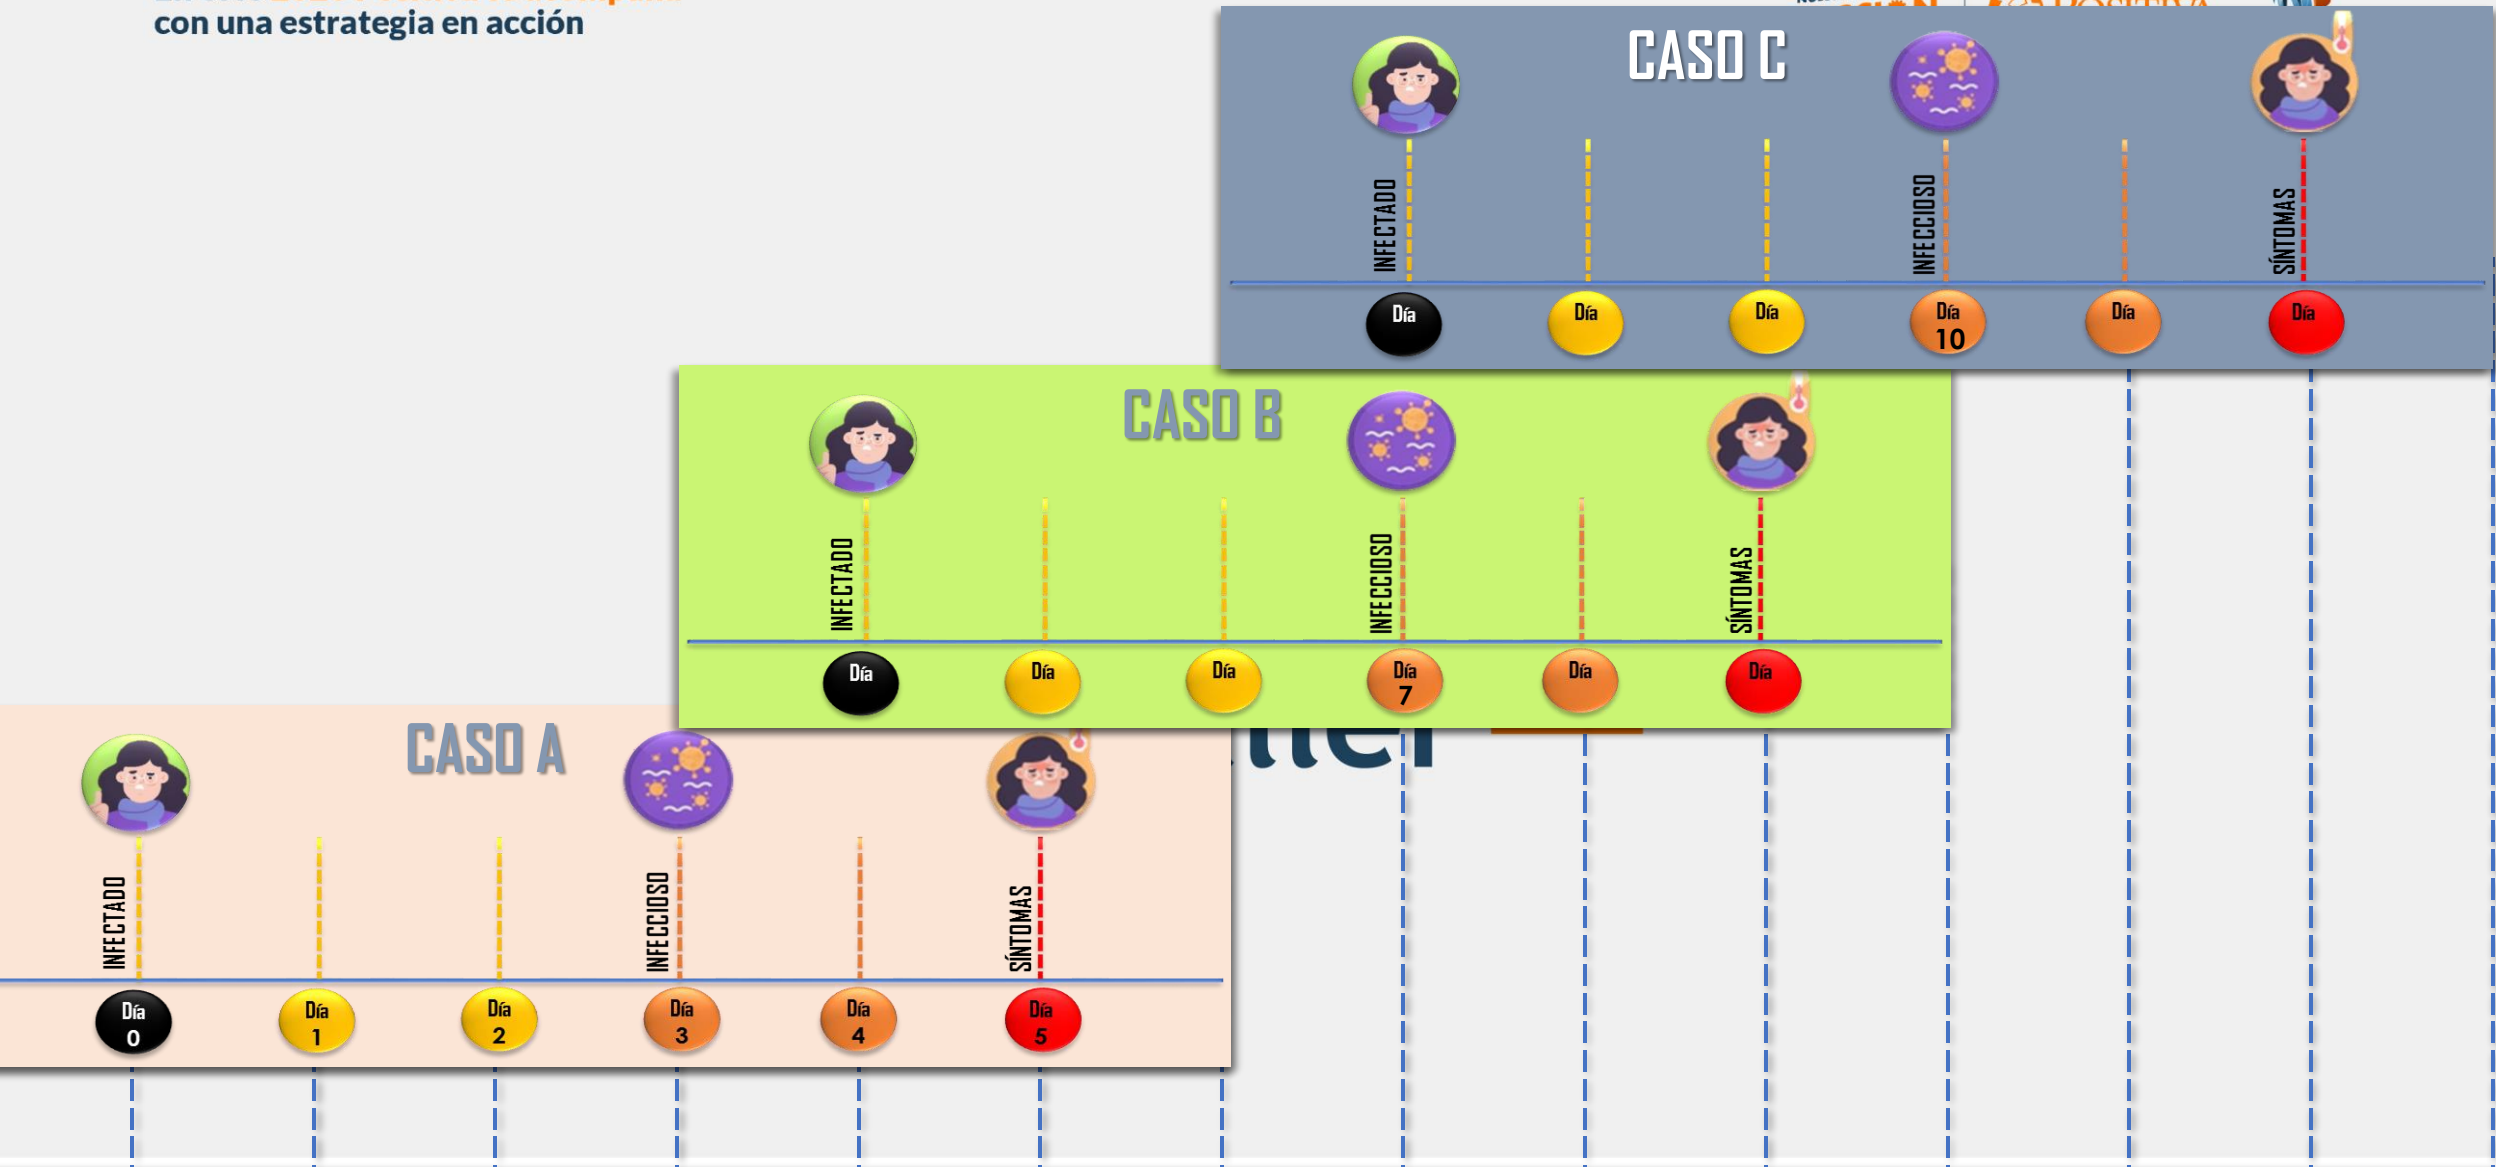 con una estrategia en acción
POSITIVA
CASO C
INFECTADO
INFECCIOSO
SÍNTOMAS
Día
Día
Día
Día
10
Día
Día
CASO B
INFECTADO
INFECCIOSO
SÍNTOMAS
Día
Día
Día
Día
7
Día
Día
CASO A
INFECTADO
INFECCIOSO
SÍNTOMAS
Día
0
Día
1
Día
2
Día
3
Día
4
Día
5